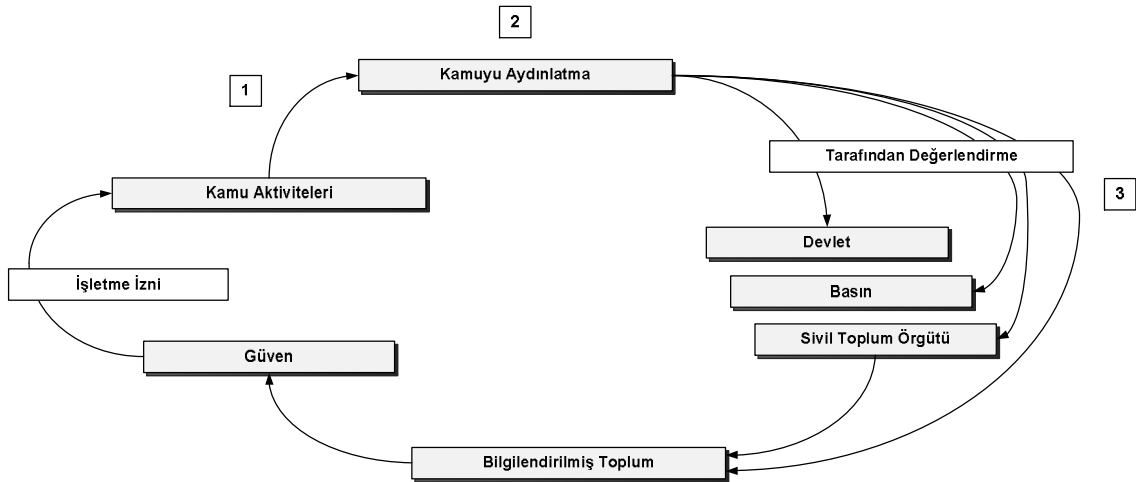 2
Kamuyu Aydınlatma
1
Tarafından Değerlendirme
Kamu Aktiviteleri
3
Devlet
İşletme İzni
Basın
Sivil Toplum Örgütü
Güven
Bilgilendirilmiş Toplum